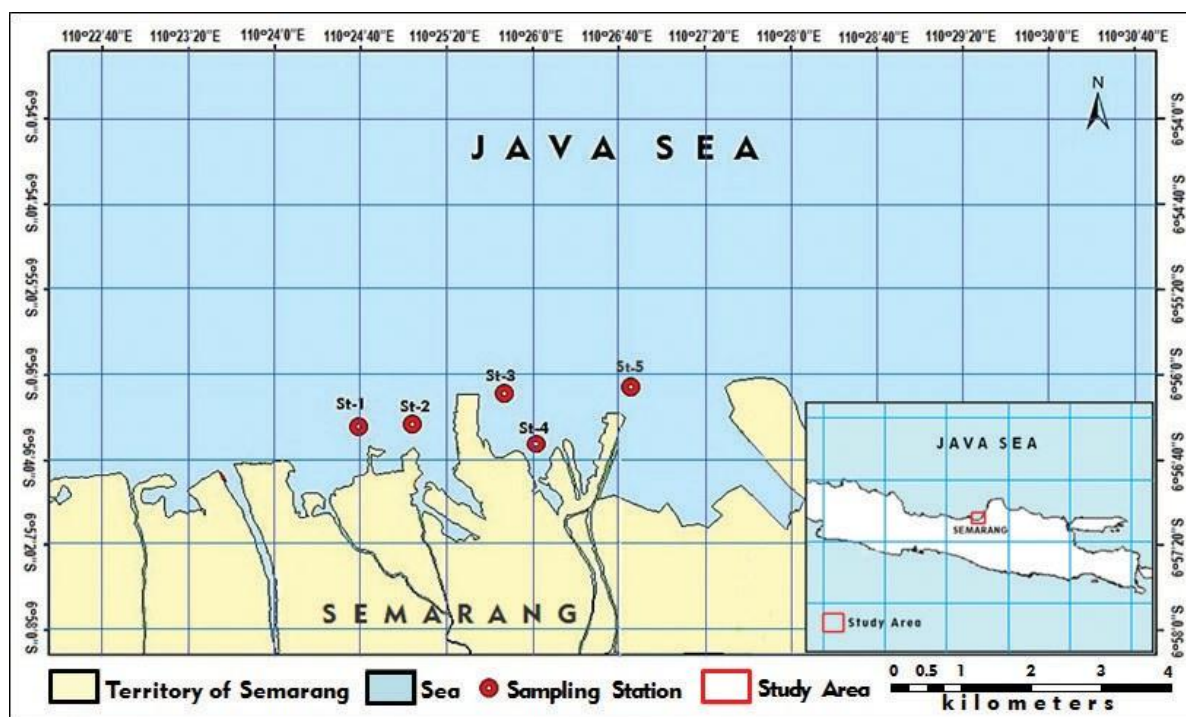 110°22'40"E 110°23'20"E 110°24'0"E 110°24'40"E 110°25'20"E 110°26'0"E 110°26'40"E 110°27'20"E 110°28'0"E 110°28'40"E 110°29'20"E 110°30'0"E 110°30'40"E
N
6°54'0"S
6°54'0"S
JAVA SEA
6°54'40"S
6°54'40"S
6°55'20"S
6°55'20"S
6°56'0"S
6°56'0"S
St-1
St-2
St-3
St-4
St-5
6°56'40"S
6°56'40"S
JAVA SEA
SEMARANG
6°57'20"S
6°57'20"S
SEMARANG
Study Area
6°58'0"S
6°58'0"S
Territory of Semarang
Sea
Sampling Station
Study Area
0 0.5 1 2 3 4
kilometers